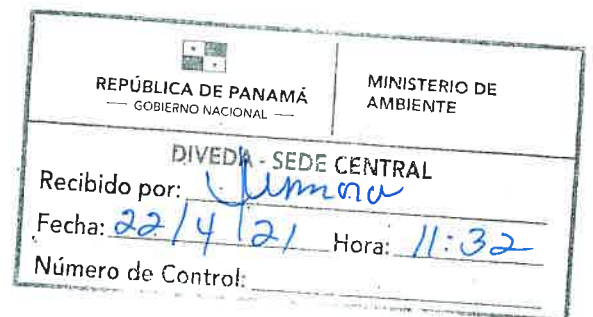 REPÚBLICA DE PANAMÁ
— GOBIERNO NACIONAL —
MINISTERIO DE
AMBIENTE
DIVEDA - SEDE CENTRAL
Recibido por:
Fecha: 22/4/21 Hora: 11:32
Número de Control: